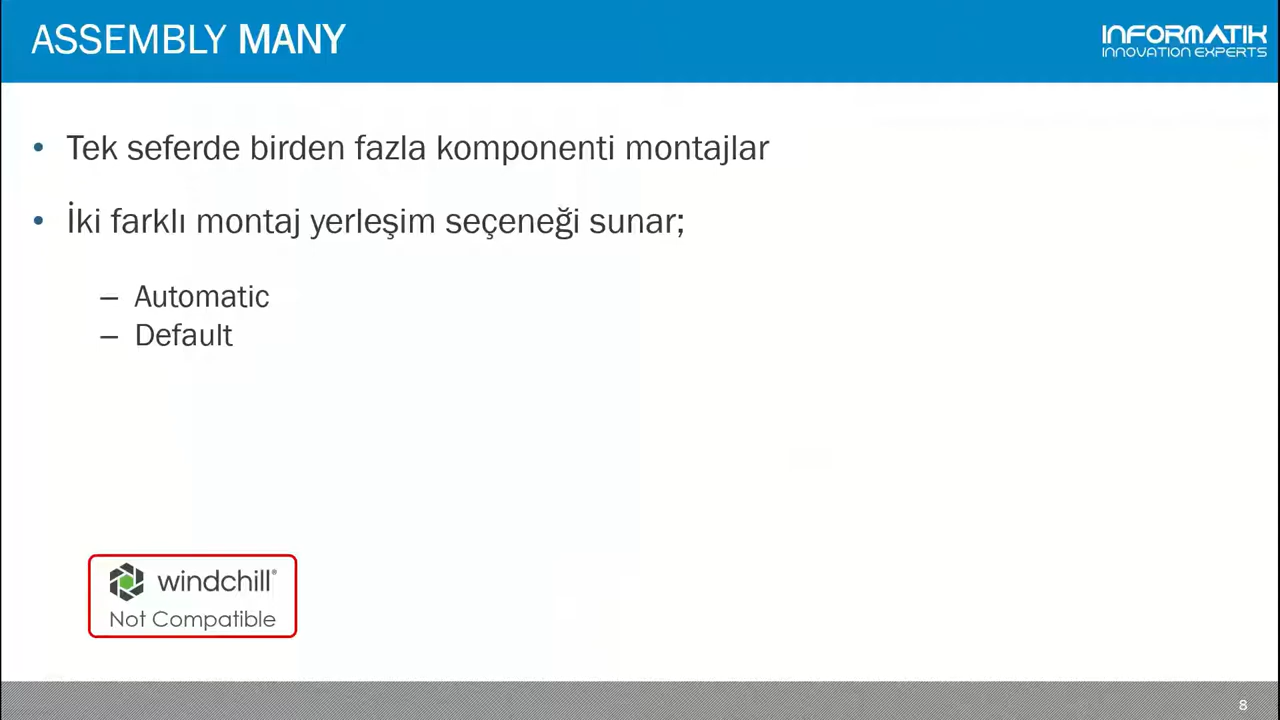 ASSEMBLY MANY
INFORMATIK
INNOVATION EXPERTS
• Tek seferde birden fazla komponenti montajlar
• İki farklı montaj yerleşim seçeneği sunar;
– Automatic
– Default
windchill®
Not Compatible
8